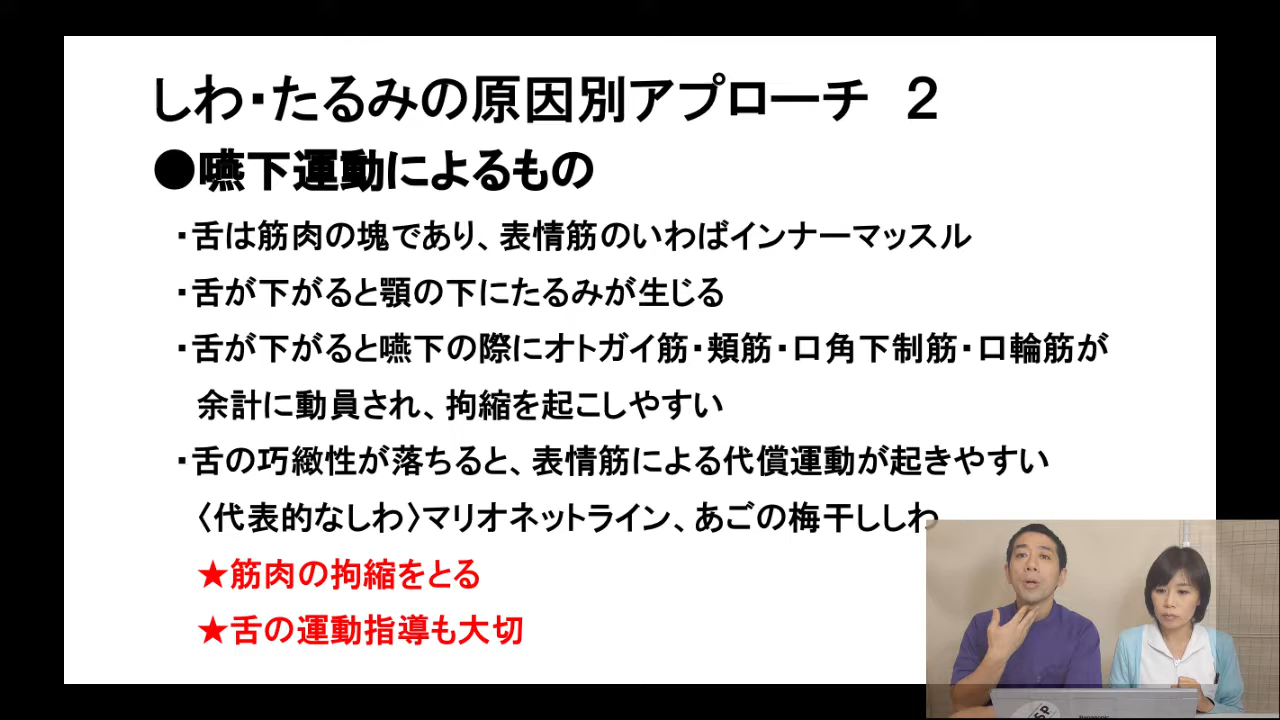 しわ・たるみの原因別アプローチ　２
●嚥下運動によるもの
・舌は筋肉の塊であり、表情筋のいわばインナーマッスル
・舌が下がると顎の下にたるみが生じる
・舌が下がると嚥下の際にオトガイ筋・頬筋・口角下制筋・口輪筋が
余計に動員され、拘縮を起こしやすい
・舌の巧緻性が落ちると、表情筋による代償運動が起きやすい
〈代表的なしわ〉マリオネットライン、あごの梅干ししわ
★筋肉の拘縮をとる
★舌の運動指導も大切
Panasonic